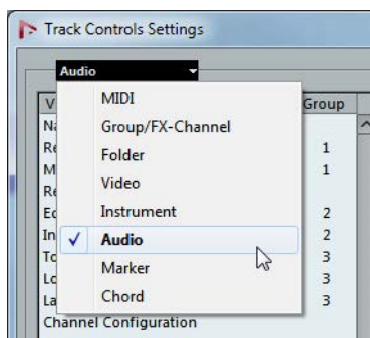 Track Controls Settings
Audio
MIDI
Group
Group/FX-Channel
Folder
1
1
Video
Instrument
2
Audio
2
3
Marker
3
Chord
3
Channel Configuration